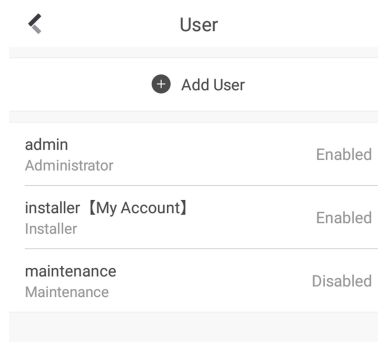 User
Add User
admin
Administrator
Enabled
installer【My Account】
Installer
Enabled
maintenance
Maintenance
Disabled